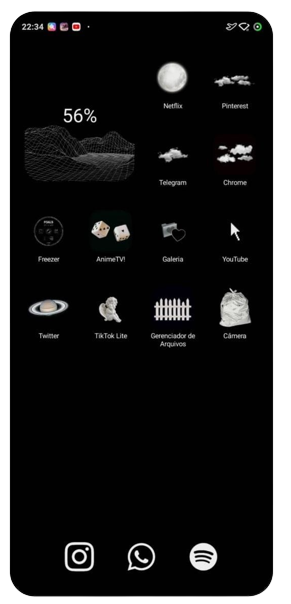 22:34
56%
Netflix
Pinterest
Telegram
Chrome
Freezer
AnimeTV!
Galeria
YouTube
Twitter
TikTok Lite
Gerenciador de
Arquivos
Câmera